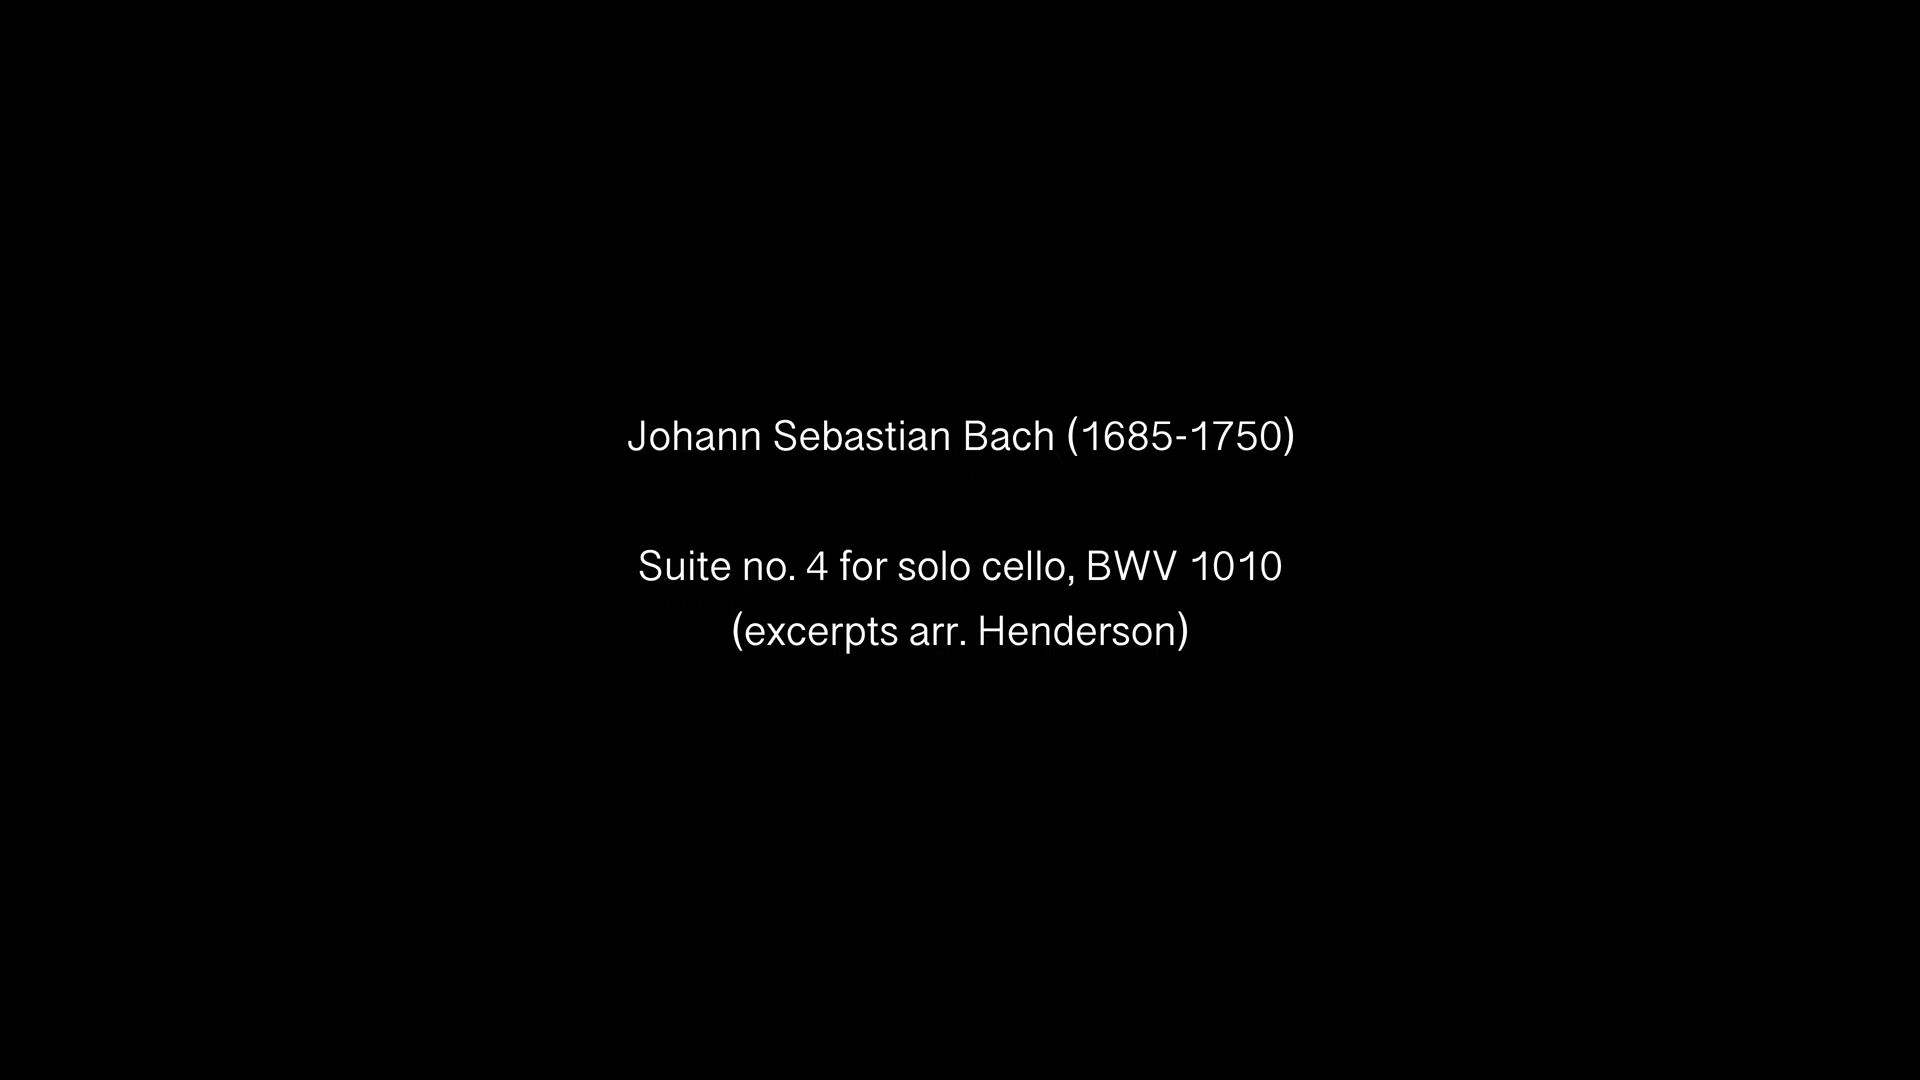 Johann Sebastian Bach (1685-1750)
Suite no. 4 for solo cello, BWV 1010
(excerpts arr. Henderson)